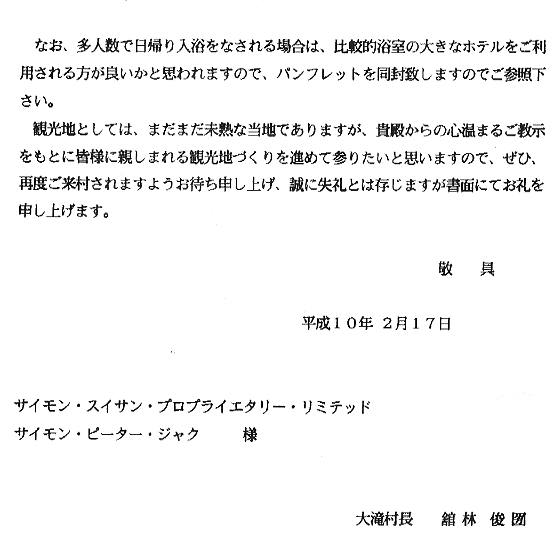 なお、多人数で日帰り入浴をなされる場合は、比較的浴室の大きなホテルをご利
用される方が良いかと思われますので、パンフレットを同封致しますのでご参照下
さい。
観光地としては、まだまだ未熟な当地でありますが、貴殿からの心温まるご教示
をもとに皆様に親しまれる観光地づくりを進めて参りたいと思いますので、ぜひ、
再度ご来村されますようお待ち申し上げ、誠に失礼とは存じますが書面にてお礼を
申し上げます。
敬 具
平成10年 2月17日
サイモン・スイサン・プロプライエタリー・リミテッド
サイモン・ピーター・ジャク 様
大滝村長 舘 林 俊